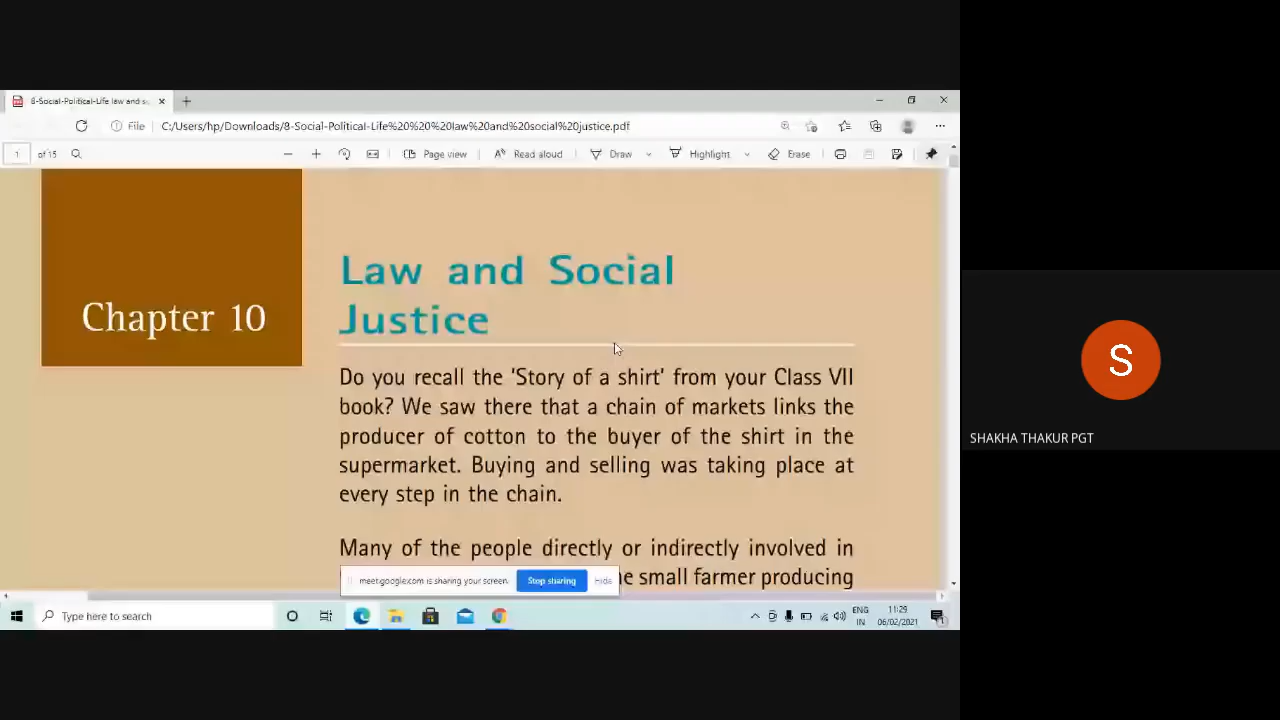 8-Social-Political-Life law and s
File C:/Users/hp/Downloads/8-Social-Political-Life%20%20%20law%20and%20social%20justice.pdf
1 of 15 Page view Read aloud Draw Highlight Erase
Chapter 10
Law and Social
Justice
Do you recall the 'Story of a shirt' from your Class VII
book? We saw there that a chain of markets links the
producer of cotton to the buyer of the shirt in the
supermarket. Buying and selling was taking place at
every step in the chain.
Many of the people directly or indirectly involved in
small farmer producing
meet.google.com is sharing your screen. Stop sharing Hide
S
SHAKHA THAKUR PGT
Type here to search
ENG
IN
11:29
06/02/2021